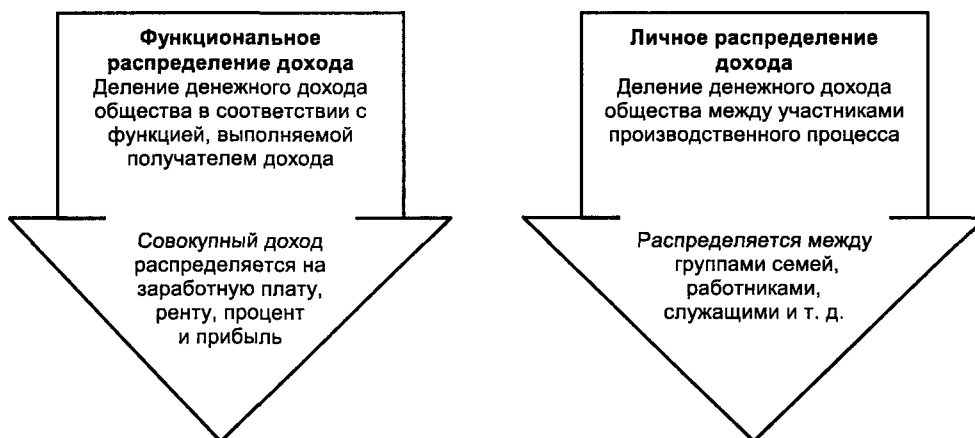 Функциональное
распределение дохода
Деление денежного дохода
общества в соответствии с
функцией, выполняемой
получателем дохода
Совокупный доход
распределяется на
заработную плату,
ренту, процент
и прибыль
Личное распределение
дохода
Деление денежного дохода
общества между участниками
производственного процесса
Распределяется между
группами семей,
работниками,
служащими и т. д.